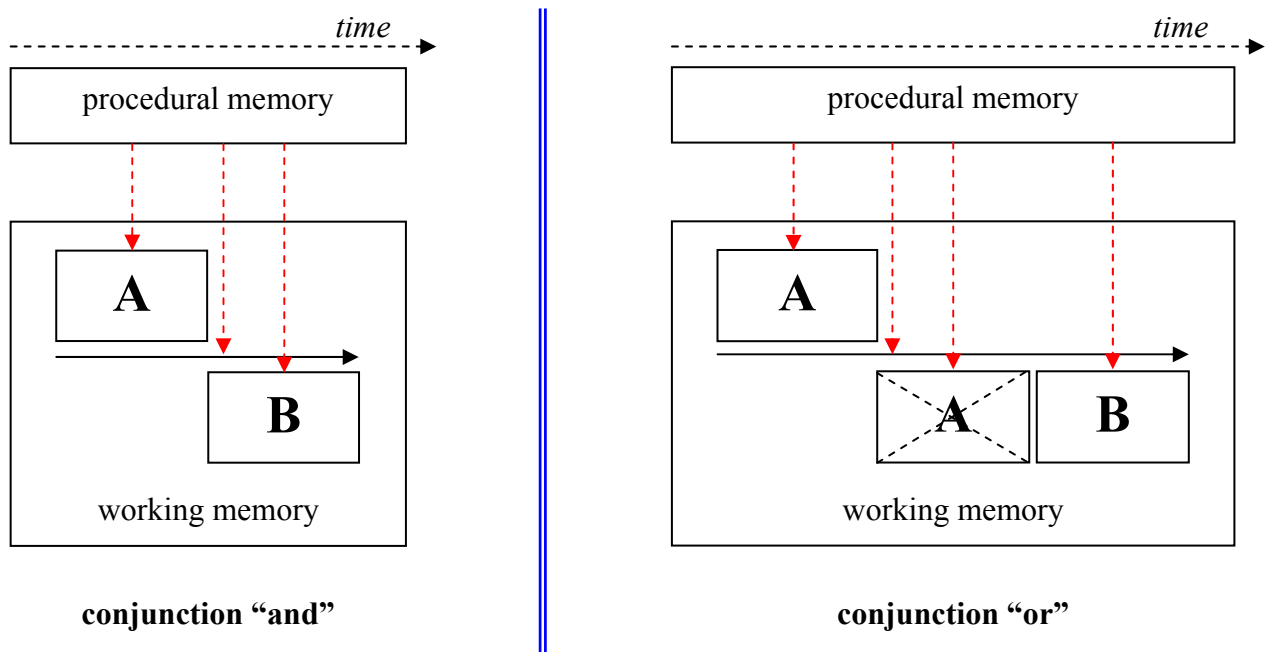 time
procedural memory
A
B
working memory
conjunction “and”
time
procedural memory
A
A
B
working memory
conjunction “or”